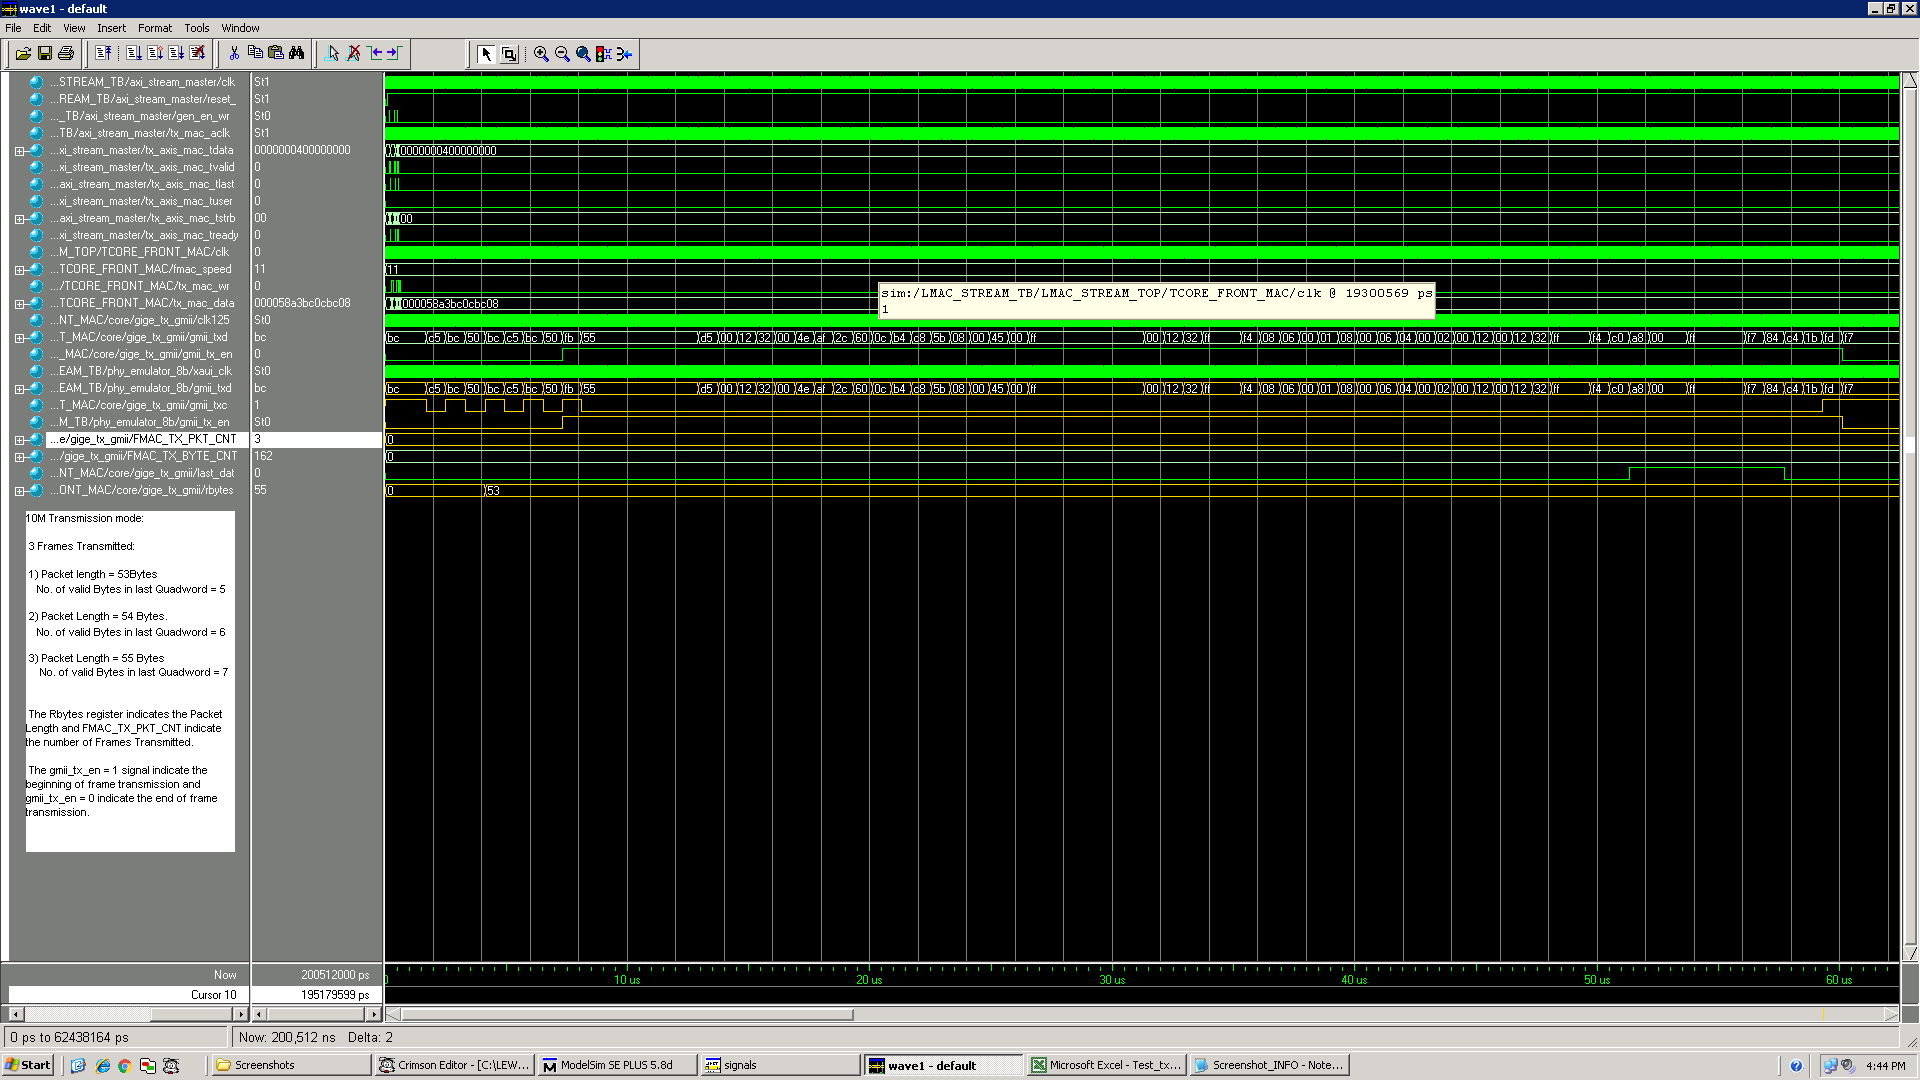 wave1 - default
File Edit View Insert Format Tools Window
...STREAM_TB/axi_stream_master/clk St1
...REAM_TB/axi_stream_master/reset_ St1
..._TB/axi_stream_master/gen_en_wr St0
...TB/axi_stream_master/tx_mac_aclk St1
...xi_stream_master/tx_axis_mac_tdata 0000000400000000 0000000400000000
...xi_stream_master/tx_axis_mac_tvalid 0
...axi_stream_master/tx_axis_mac_tlast 0
...xi_stream_master/tx_axis_mac_tuser 0
...axi_stream_master/tx_axis_mac_tstrb 00 00
...xi_stream_master/tx_axis_mac_tready 0
...M_TOP/TCORE_FRONT_MAC/clk St1
...TCORE_FRONT_MAC/fmac_speed 11 11
.../TCORE_FRONT_MAC/tx_mac_wr 0
...TCORE_FRONT_MAC/tx_mac_data 000058a3bc0cbc08 000058a3bc0cbc08
sim:/LMAC_STREAM_TB/LMAC_STREAM_TOP/TCORE_FRONT_MAC/clk @ 19300569 ps
1
...NT_MAC/core/gige_tx_gmii/clk125 St0
...T_MAC/core/gige_tx_gmii/gmii_txd bc bc c5 bc 50 bc c5 bc 50 fb 55 d5 00 12 32 00 4e af 2c 60 0c b4 c8 5b 08 00 45 00 ff 00 12 32 ff f4 08 06 00 01 08 00 06 04 00 02 00 12 00 12 32 ff f4 c0 a8 00 ff f7 84 c4 1b fd f7
..._MAC/core/gige_tx_gmii/gmii_tx_en 0
...EAM_TB/phy_emulator_8b/xaui_clk St0
...EAM_TB/phy_emulator_8b/gmii_txd bc bc c5 bc 50 bc c5 bc 50 fb 55 d5 00 12 32 00 4e af 2c 60 0c b4 c8 5b 08 00 45 00 ff 00 12 32 ff f4 08 06 00 01 08 00 06 04 00 02 00 12 00 12 32 ff f4 c0 a8 00 ff f7 84 c4 1b fd f7
...T_MAC/core/gige_tx_gmii/gmii_txc 1
...M_TB/phy_emulator_8b/gmii_tx_en St0
...e/gige_tx_gmii/FMAC_TX_PKT_CNT 3 0
.../gige_tx_gmii/FMAC_TX_BYTE_CNT 162 0
...NT_MAC/core/gige_tx_gmii/last_dat 0
...ONT_MAC/core/gige_tx_gmii/rbytes 55 0 53
10M Transmission mode:
3 Frames Transmitted:
1) Packet length = 53Bytes
No. of valid Bytes in last Quadword = 5
2) Packet Length = 54 Bytes.
No. of valid Bytes in last Quadword = 6
3) Packet Length = 55 Bytes
No. of valid Bytes in last Quadword = 7
The Rbytes register indicates the Packet
Length and FMAC_TX_PKT_CNT indicate
the number of Frames Transmitted.
The gmii_tx_en = 1 signal indicate the
beginning of frame transmission and
gmii_tx_en = 0 indicate the end of frame
transmission.
Now 200512000 ps 0 10 us 20 us 30 us 40 us 50 us 60 us
Cursor 10 195179599 ps
0 ps to 62438164 ps Now: 200,512 ns Delta: 2
Start Screenshots Crimson Editor - [C:\LEW... ModelSim SE PLUS 5.8d signals wave1 - default Microsoft Excel - Test_tx... Screenshot_INFO - Note... 4:44 PM